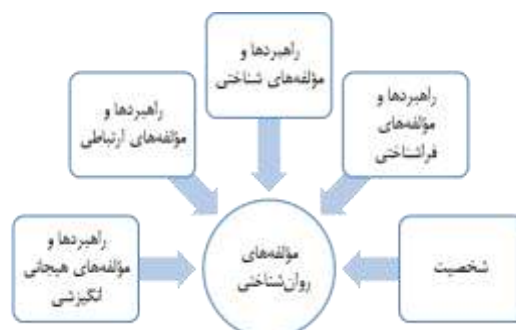 راهبردها و
مؤلفه‌های شناختی
راهبردها و
مؤلفه‌های
فراشناختی
راهبردها و
مؤلفه‌های ارتباطی
شخصیت
مؤلفه‌های
روان‌شناختی
راهبردها و
مؤلفه‌های هیجانی
انگیزشی